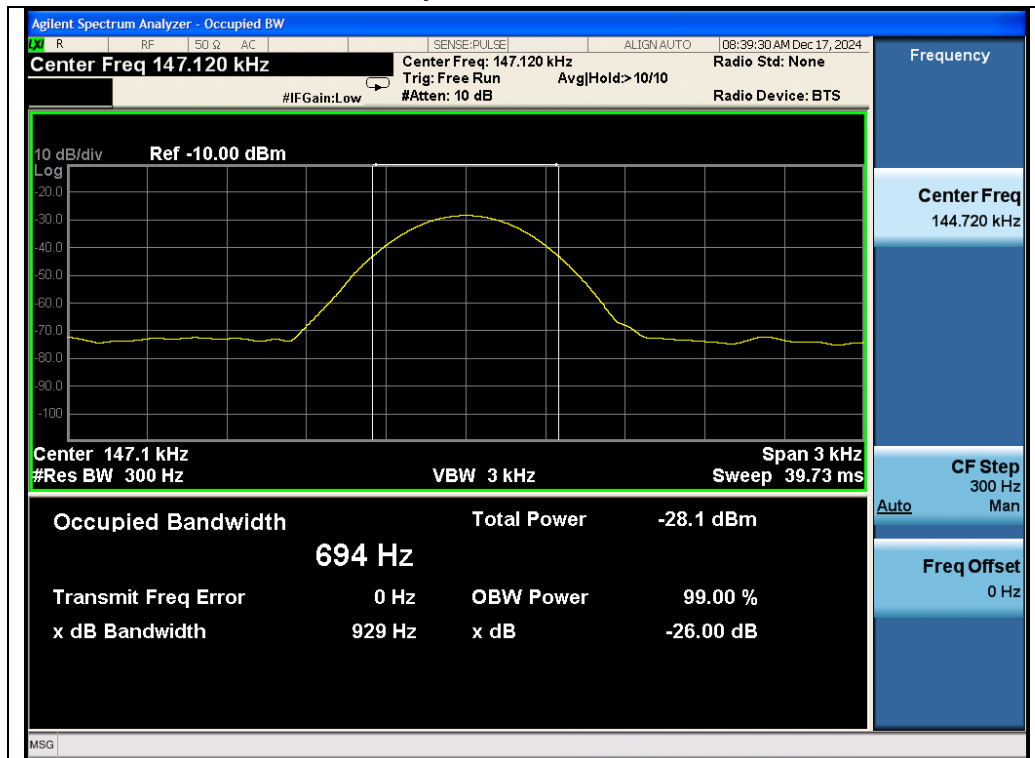 Agilent Spectrum Analyzer - Occupied BW
LXI R RF 50 Ω AC SENSE:PULSE ALIGN AUTO 08:39:30 AM Dec 17, 2024
Center Freq 147.120 kHz
Center Freq: 147.120 kHz Radio Std: None
Trig: Free Run Avg|Hold:>10/10
#IFGain:Low #Atten: 10 dB Radio Device: BTS
10 dB/div Ref -10.00 dBm
Log
-20.0
-30.0
-40.0
-50.0
-60.0
-70.0
-80.0
-90.0
-100
Center 147.1 kHz Span 3 kHz
#Res BW 300 Hz VBW 3 kHz Sweep 39.73 ms
Occupied Bandwidth Total Power -28.1 dBm
694 Hz
Transmit Freq Error 0 Hz OBW Power 99.00 %
x dB Bandwidth 929 Hz x dB -26.00 dB
Frequency
Center Freq
144.720 kHz
CF Step
300 Hz
Auto Man
Freq Offset
0 Hz
MSG